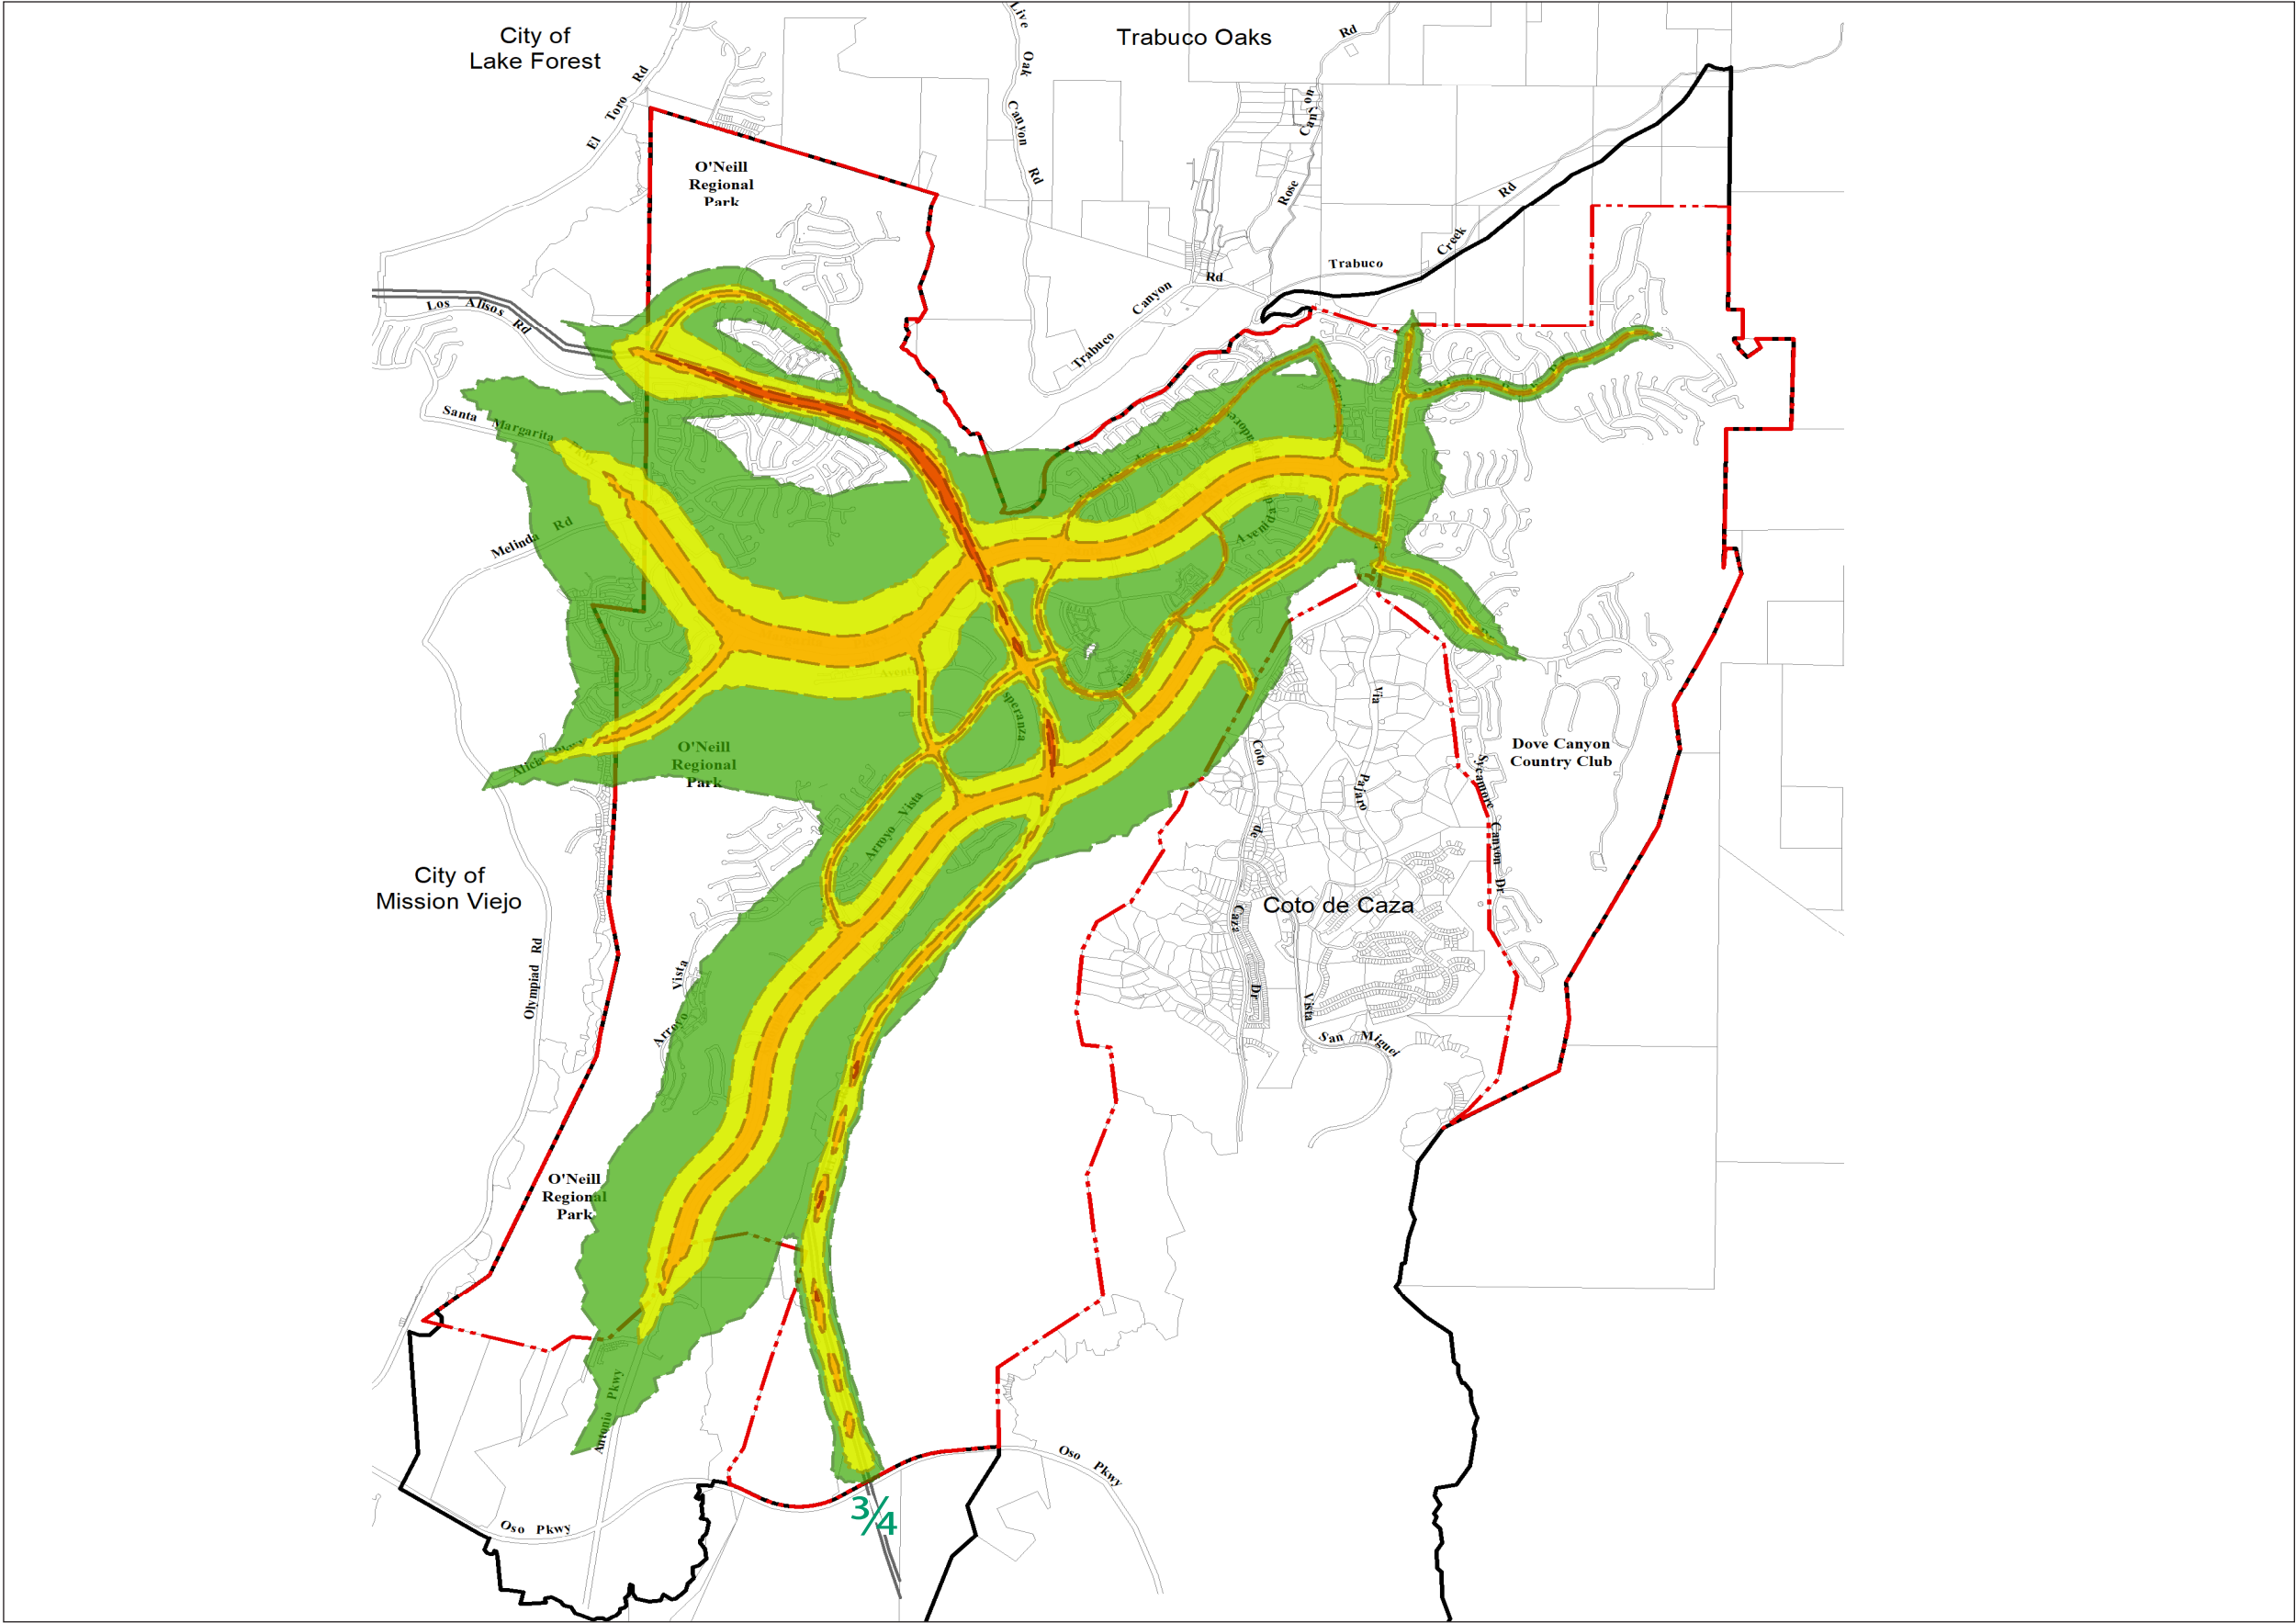 City of
Lake Forest
Trabuco Oaks
Live Oak Canyon Rd
Rd
El Toro Rd
Rose Canyon
O'Neill
Regional
Park
Trabuco Creek Rd
Trabuco Canyon Rd
Los Alisos Rd
Santa Margarita Pkwy
Melinda Rd
Avenida
Alicia Pkwy
O'Neill
Regional
Park
speranza
Via Pajaro
Coto de Caza Dr
Dove Canyon
Country Club
Sycamore Canyon Dr
Arroyo Vista
City of
Mission Viejo
Coto de Caza
Olympiad Rd
Arroyo Vista
Vista
San Miguel
O'Neill
Regional
Park
Antonio Pkwy
Oso Pkwy
Oso Pkwy
¾